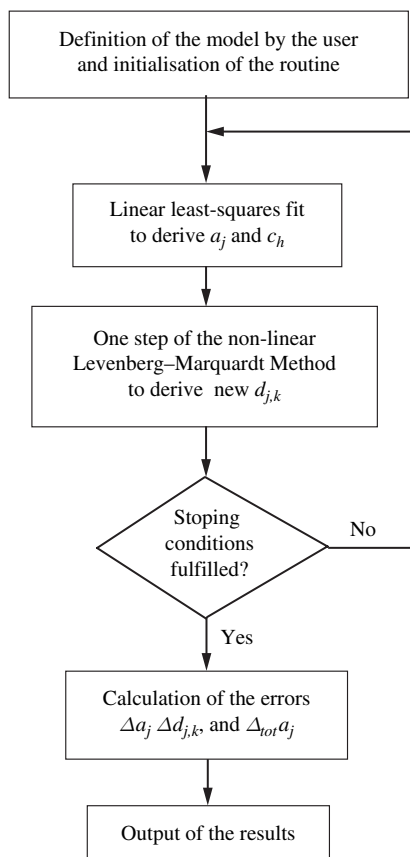 Definition of the model by the user
and initialisation of the routine
Linear least-squares fit
to derive a_j and c_h
One step of the non-linear
Levenberg–Marquardt Method
to derive new d_{j,k}
Stoping
conditions
fulfilled?
No
Yes
Calculation of the errors
Δa_j Δd_{j,k}, and Δ_{tot}a_j
Output of the results